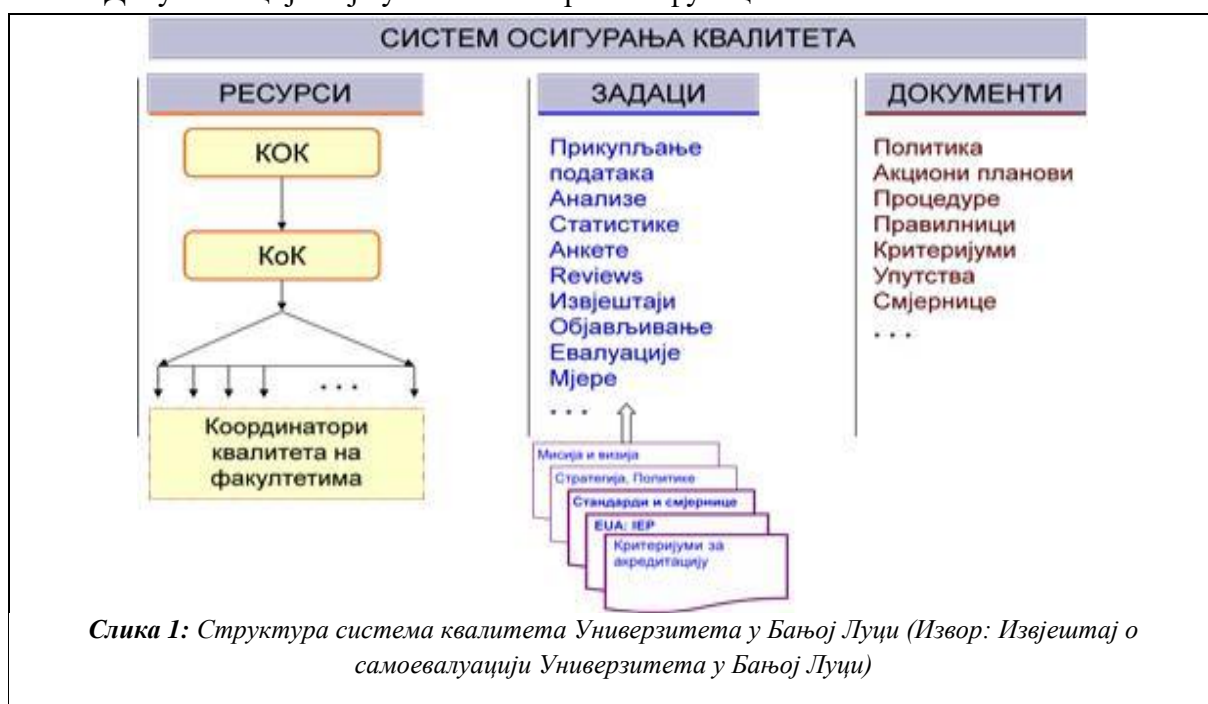 СИСТЕМ ОСИГУРАЊА КВАЛИТЕТА
РЕСУРСИ
КОК
КоК
. . .
Координатори
квалитета на
факултетима
ЗАДАЦИ
Прикупљање
података
Анализе
Статистике
Анкете
Reviews
Извјештаји
Објављивање
Евалуације
Мјере
. . .
Мисија и визија
Стратегија, Политике
Стандарди и смјернице
EUA: IEP
Критеријуми за
акредитацију
ДОКУМЕНТИ
Политика
Акциони планови
Процедуре
Правилници
Критеријуми
Упутства
Смјернице
. . .
Слика 1: Структура система квалитета Универзитета у Бањој Луци (Извор: Извјештај о
самоевалуацији Универзитета у Бањој Луци)